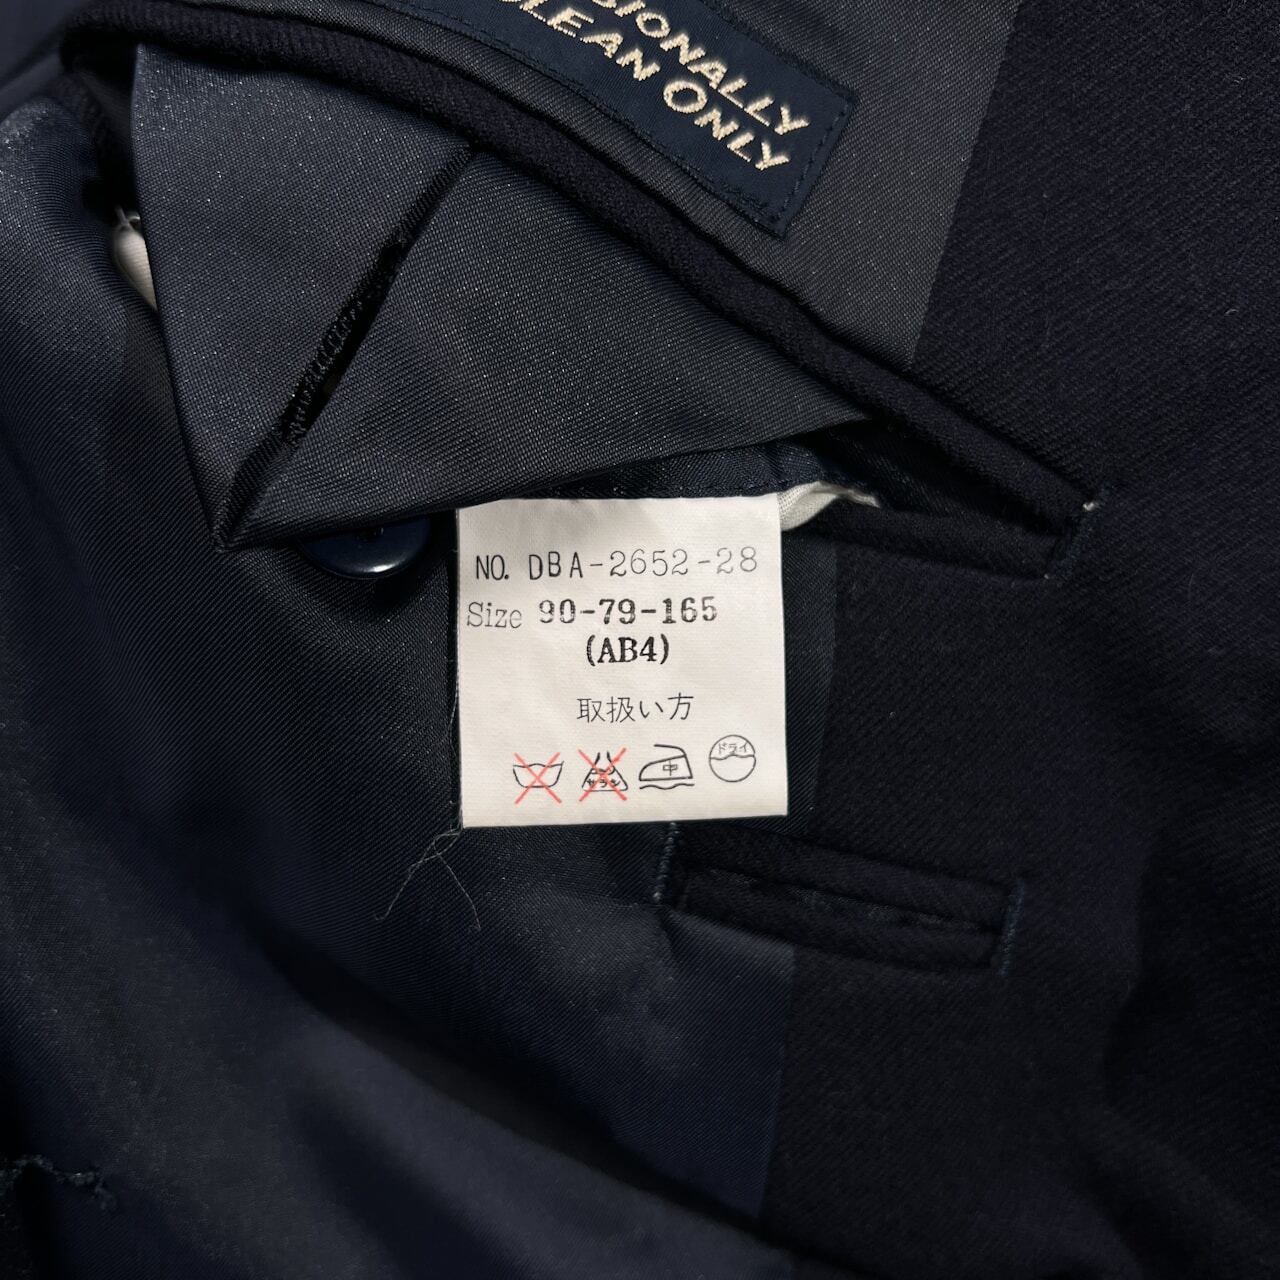 SIONALLY
LEAN ONLY
NO. DBA-2652-28
Size 90-79-165
(AB4)
取扱い方
中
ドライ